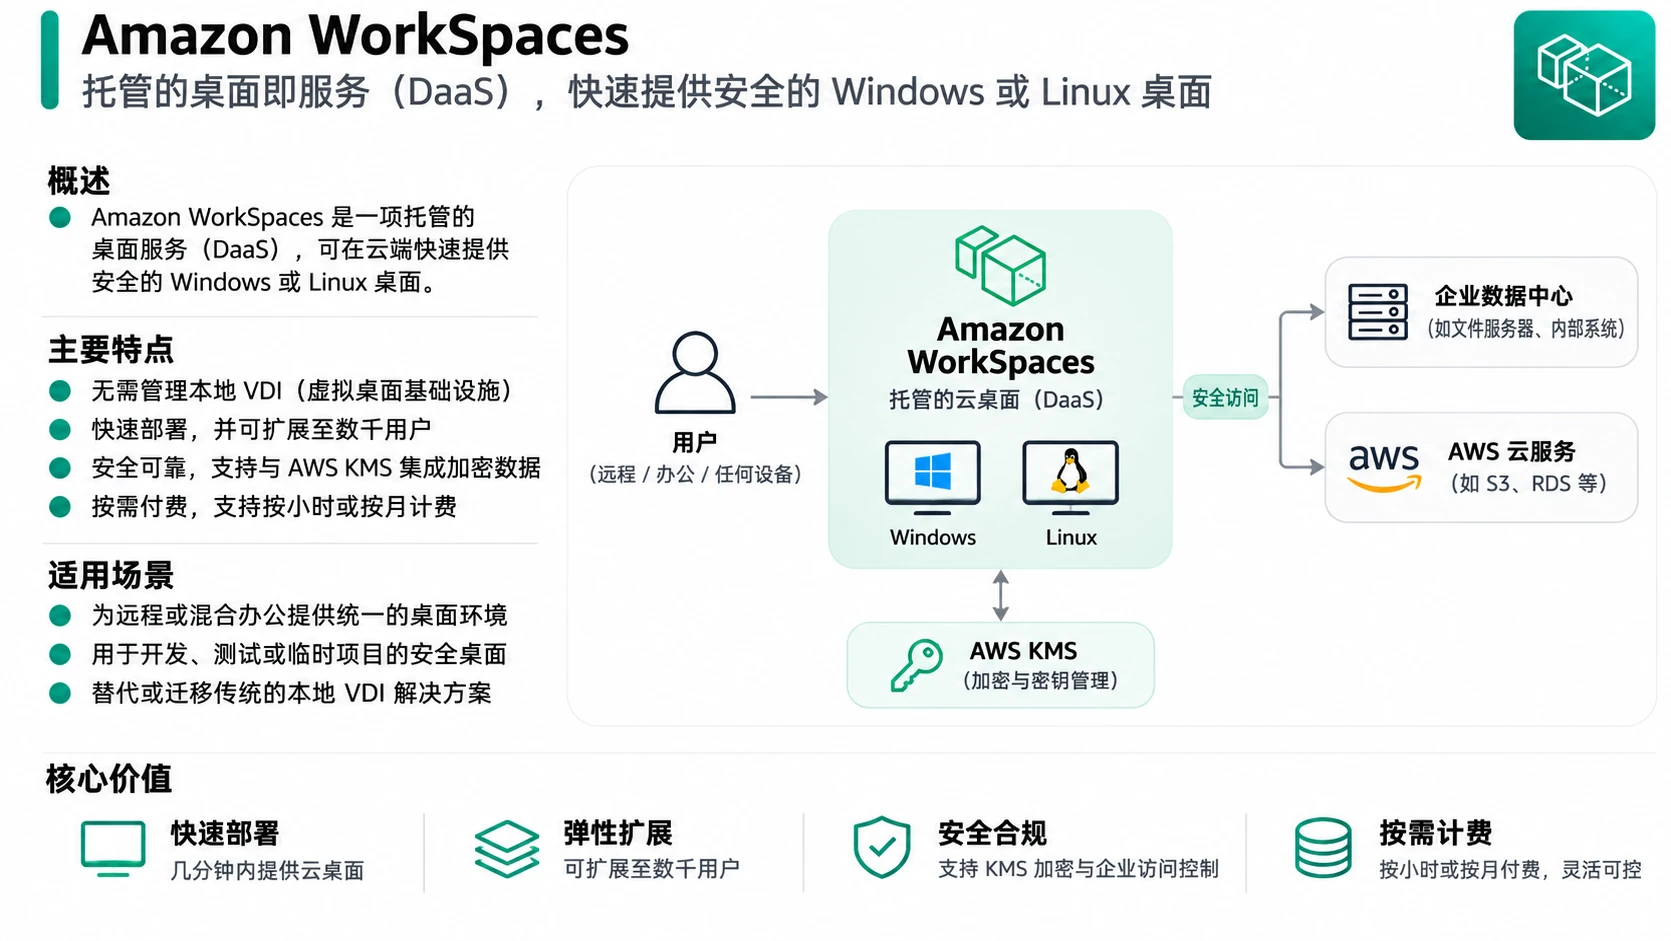 Amazon WorkSpaces
托管的桌面即服务（DaaS），快速提供安全的 Windows 或 Linux 桌面
概述
Amazon WorkSpaces 是一项托管的
桌面服务（DaaS），可在云端快速提供
安全的 Windows 或 Linux 桌面。
主要特点
无需管理本地 VDI（虚拟桌面基础设施）
快速部署，并可扩展至数千用户
安全可靠，支持与 AWS KMS 集成加密数据
按需付费，支持按小时或按月计费
适用场景
为远程或混合办公提供统一的桌面环境
用于开发、测试或临时项目的安全桌面
替代或迁移传统的本地 VDI 解决方案
用户
（远程 / 办公 / 任何设备）
Amazon
WorkSpaces
托管的云桌面（DaaS）
Windows
Linux
AWS KMS
（加密与密钥管理）
安全访问
企业数据中心
（如文件服务器、内部系统）
aws
AWS 云服务
（如 S3、RDS 等）
核心价值
快速部署
几分钟内提供云桌面
弹性扩展
可扩展至数千用户
安全合规
支持 KMS 加密与企业访问控制
按需计费
按小时或按月付费，灵活可控